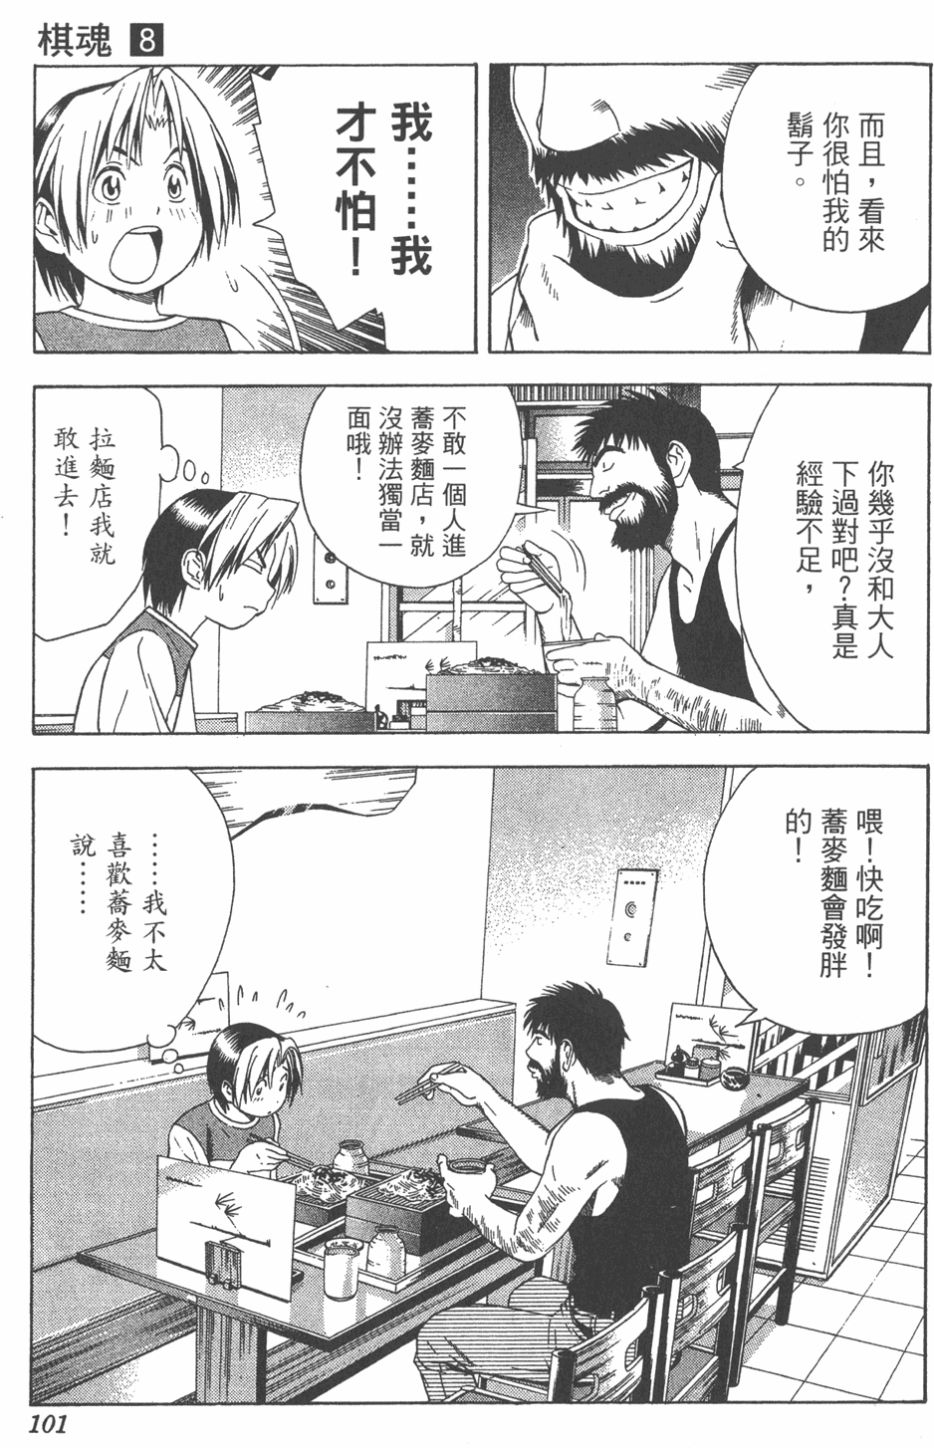 棋魂 8
而且，看來
你很怕我的
鬍子。
我……我
才不怕！
你幾乎沒和大人
下過對吧？真是
經驗不足，
不敢一個人進
蕎麥麵店，就
沒辦法獨當一
面哦！
拉麵店我就
敢進去！
喂！快吃啊！
蕎麥麵會發胖
的！
……我不太
喜歡蕎麥麵
說……
101